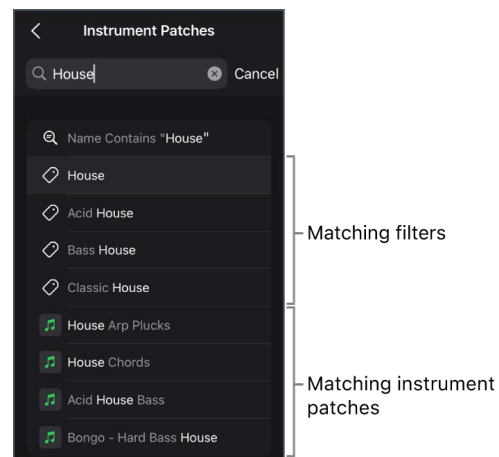 Instrument Patches
House
Cancel
Name Contains "House"
House
Acid House
Bass House
Classic House
House Arp Plucks
House Chords
Acid House Bass
Bongo - Hard Bass House
Matching filters
Matching instrument
patches